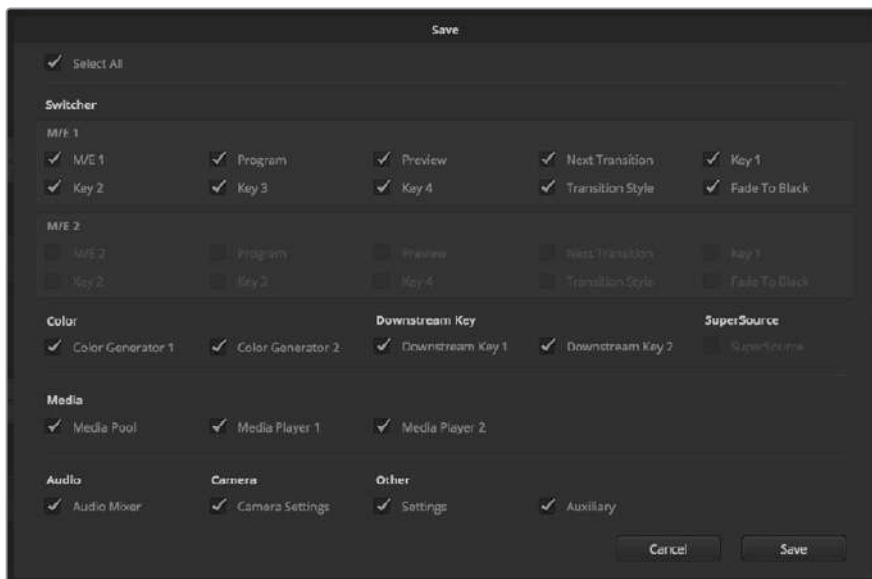 Save
Select All
Switcher
M/E 1
M/E 1 Program Preview Next Transition Key 1
Key 2 Key 3 Key 4 Transition Style Fade To Black
M/E 2
M/E 2 Program Preview Next Transition Key 1
Key 2 Key 3 Key 4 Transition Style Fade To Black
Color Downstream Key SuperSource
Color Generator 1 Color Generator 2 Downstream Key 1 Downstream Key 2 SuperSource
Media
Media Pool Media Player 1 Media Player 2
Audio Camera Other
Audio Mixer Camera Settings Settings Auxiliary
Cancel Save